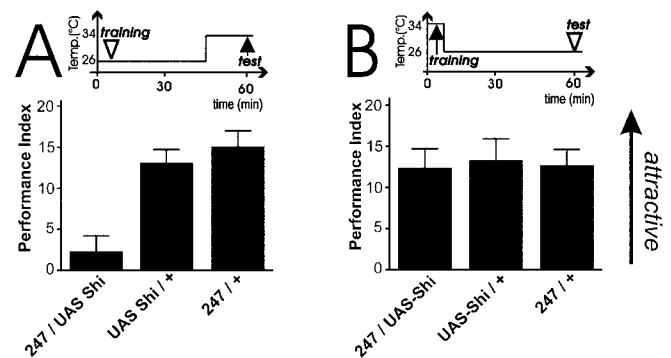 A
Temp.(°C)
34
26
training
test
0
30
60
time (min)
Performance Index
20
15
10
5
0
247 / UAS Shi
UAS Shi / +
247 / +
B
Temp.(°C)
34
26
training
test
0
30
60
time (min)
Performance Index
20
15
10
5
0
247 / UAS-Shi
UAS-Shi / +
247 / +
attractive